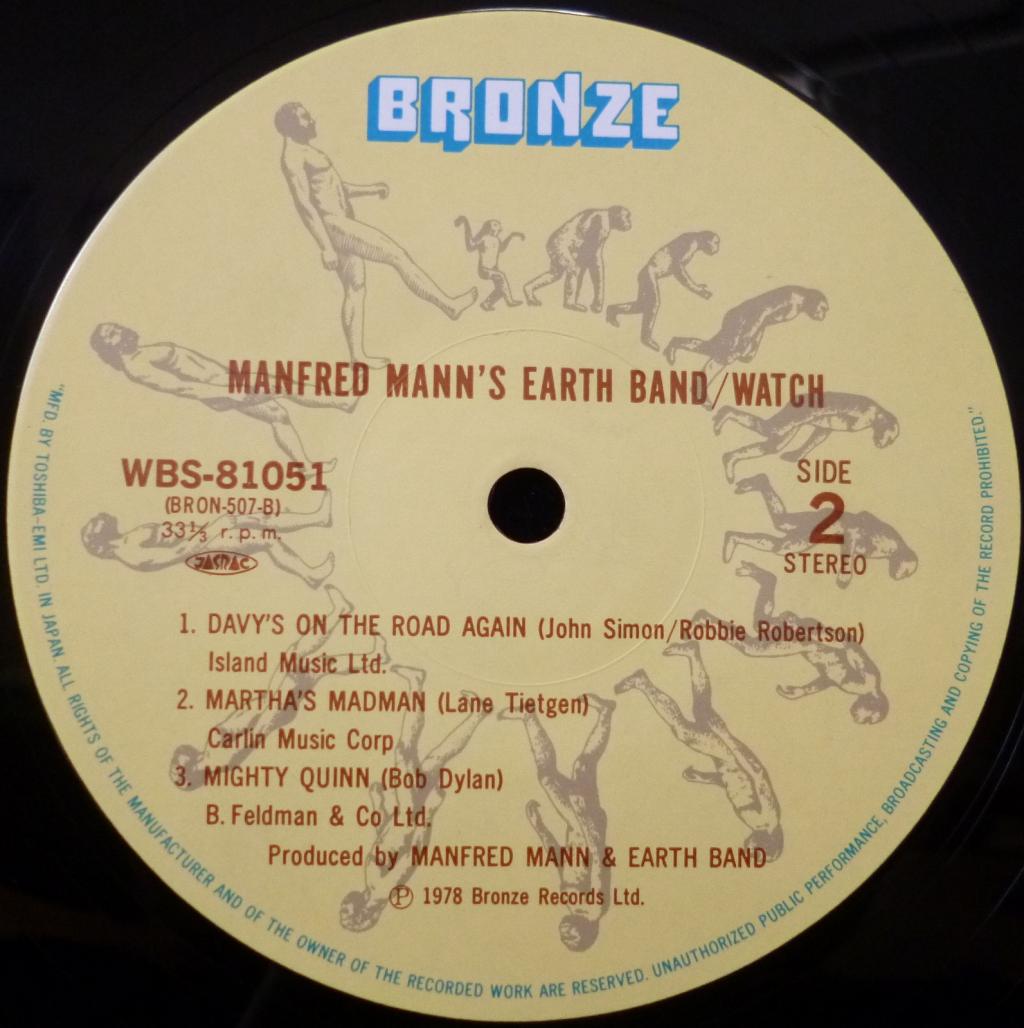 BRONZE
MANFRED MANN'S EARTH BAND/WATCH
WBS-81051
(BRON-507-B)
33⅓ r.p.m.
JASRAC
SIDE
2
STEREO
1. DAVY'S ON THE ROAD AGAIN (John Simon/Robbie Robertson)
Island Music Ltd.
2. MARTHA'S MADMAN (Lane Tietgen)
Carlin Music Corp
3. MIGHTY QUINN (Bob Dylan)
B. Feldman & Co Ltd.
Produced by MANFRED MANN & EARTH BAND
Ⓟ 1978 Bronze Records Ltd.
"MFD. BY TOSHIBA-EMI LTD. IN JAPAN. ALL RIGHTS OF THE MANUFACTURER AND OF THE OWNER OF THE RECORDED WORK ARE RESERVED. UNAUTHORIZED PUBLIC PERFORMANCE, BROADCASTING AND COPYING OF THE RECORD PROHIBITED."